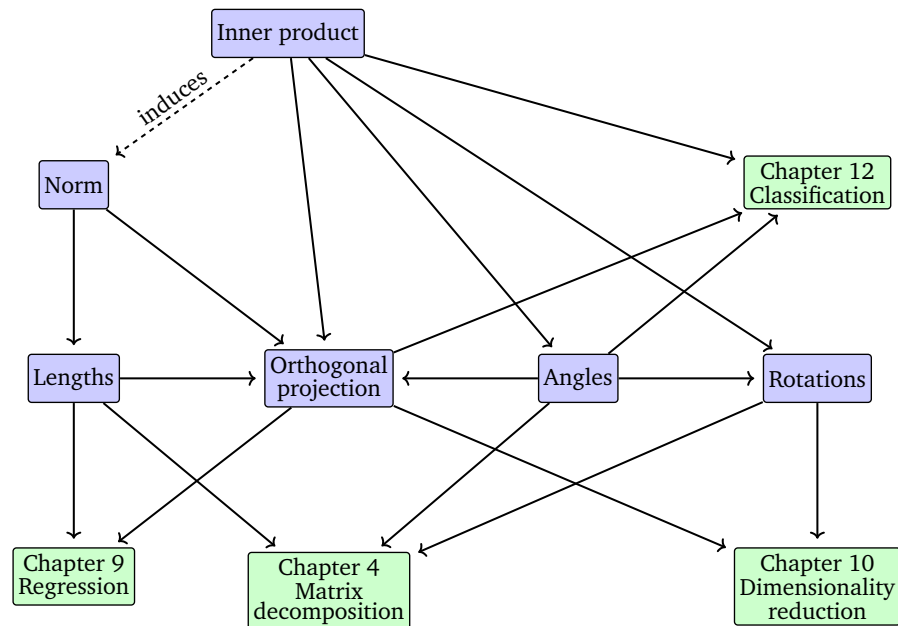 Inner product
induces
Norm
Chapter 12
Classification
Lengths
Orthogonal
projection
Angles
Rotations
Chapter 9
Regression
Chapter 4
Matrix
decomposition
Chapter 10
Dimensionality
reduction